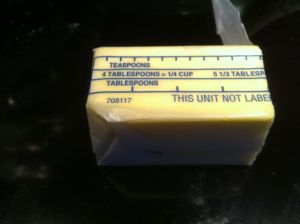 TEASPOONS
4 TABLESPOONS = 1/4 CUP 5 1/3 TABLESP
TABLESPOONS
708117 THIS UNIT NOT LABE